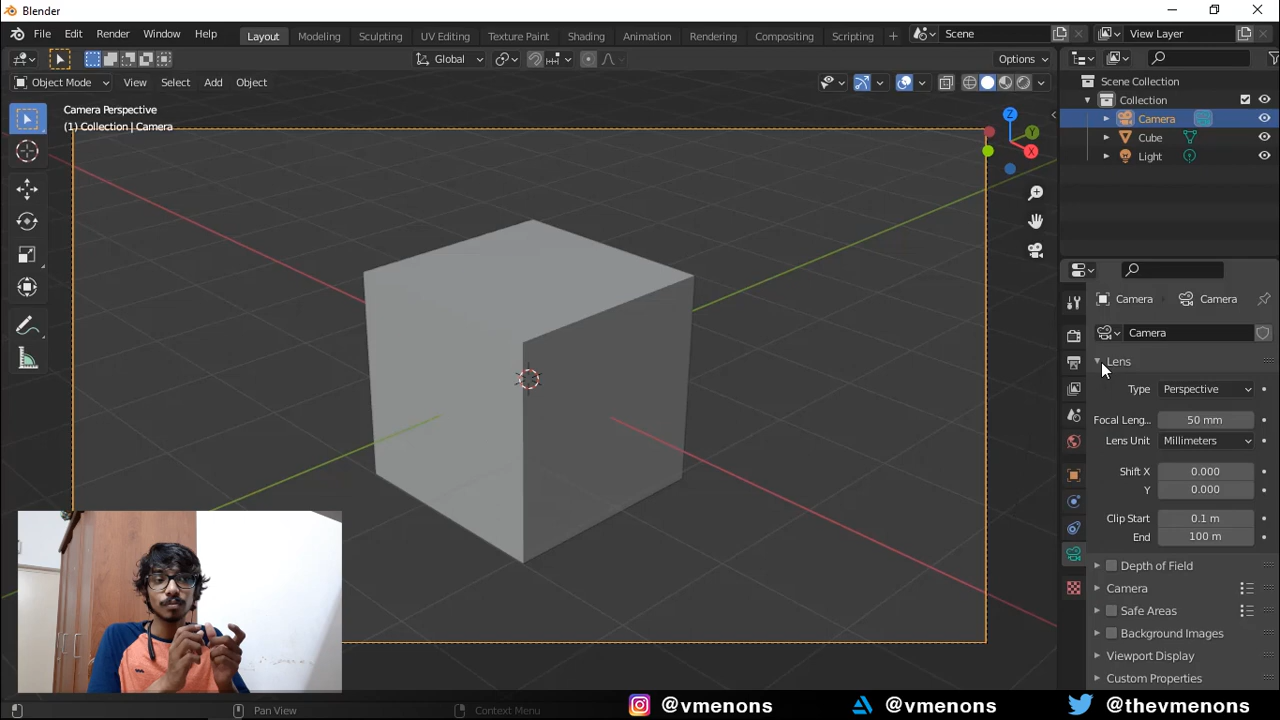 Blender
File Edit Render Window Help Layout Modeling Sculpting UV Editing Texture Paint Shading Animation Rendering Compositing Scripting + Scene View Layer
Global Options
Object Mode View Select Add Object
Camera Perspective
(1) Collection | Camera
Z
Y
X
Scene Collection
Collection
Camera
Cube
Light
Camera Camera
Camera
Lens
Type Perspective
Focal Leng... 50 mm
Lens Unit Millimeters
Shift X 0.000
Y 0.000
Clip Start 0.1 m
End 100 m
Depth of Field
Camera
Safe Areas
Background Images
Viewport Display
Custom Properties
Pan View Context Menu @vmenons @vmenons @thevmenons